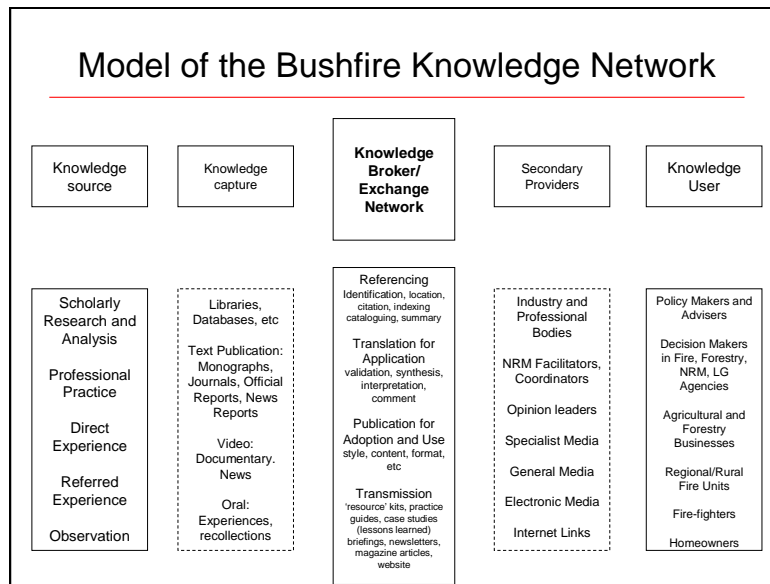 Model of the Bushfire Knowledge Network
Knowledge
source
Knowledge
capture
Knowledge
Broker/
Exchange
Network
Secondary
Providers
Knowledge
User
Scholarly
Research and
Analysis
Professional
Practice
Direct
Experience
Referred
Experience
Observation
Libraries,
Databases, etc
Text Publication:
Monographs,
Journals, Official
Reports, News
Reports
Video:
Documentary.
News
Oral:
Experiences,
recollections
Referencing
Identification, location,
citation, indexing
cataloguing, summary
Translation for
Application
validation, synthesis,
interpretation,
comment
Publication for
Adoption and Use
style, content, format,
etc
Transmission
'resource' kits, practice
guides, case studies
(lessons learned)
briefings, newsletters,
magazine articles,
website
Industry and
Professional
Bodies
NRM Facilitators,
Coordinators
Opinion leaders
Specialist Media
General Media
Electronic Media
Internet Links
Policy Makers and
Advisers
Decision Makers
in Fire, Forestry,
NRM, LG
Agencies
Agricultural and
Forestry
Businesses
Regional/Rural
Fire Units
Fire-fighters
Homeowners